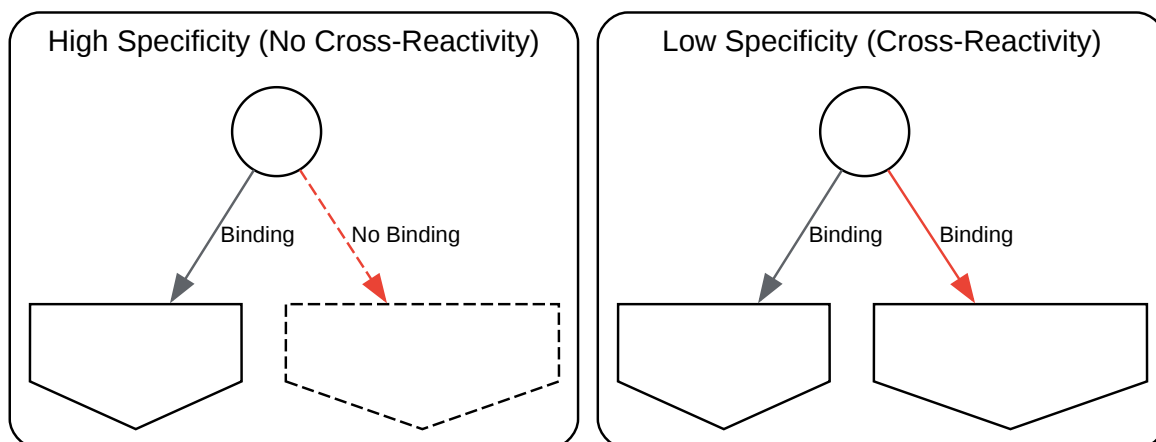 High Specificity (No Cross-Reactivity)
Binding
No Binding
Low Specificity (Cross-Reactivity)
Binding
Binding